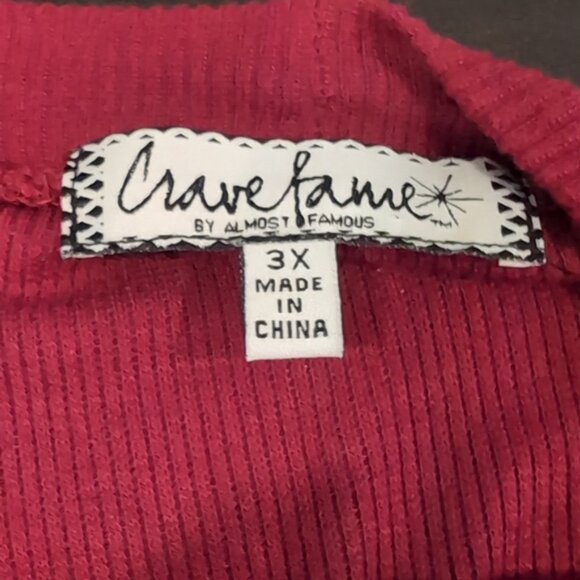 Crave fame
BY ALMOST FAMOUS ™
3X
MADE
IN
CHINA